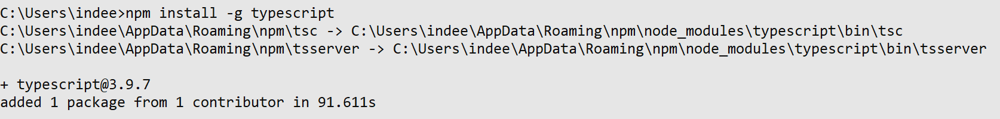 C:\Users\indee>npm install -g typescript
C:\Users\indee\AppData\Roaming\npm\tsc -> C:\Users\indee\AppData\Roaming\npm\node_modules\typescript\bin\tsc
C:\Users\indee\AppData\Roaming\npm\tsserver -> C:\Users\indee\AppData\Roaming\npm\node_modules\typescript\bin\tsserver
+ typescript@3.9.7
added 1 package from 1 contributor in 91.611s